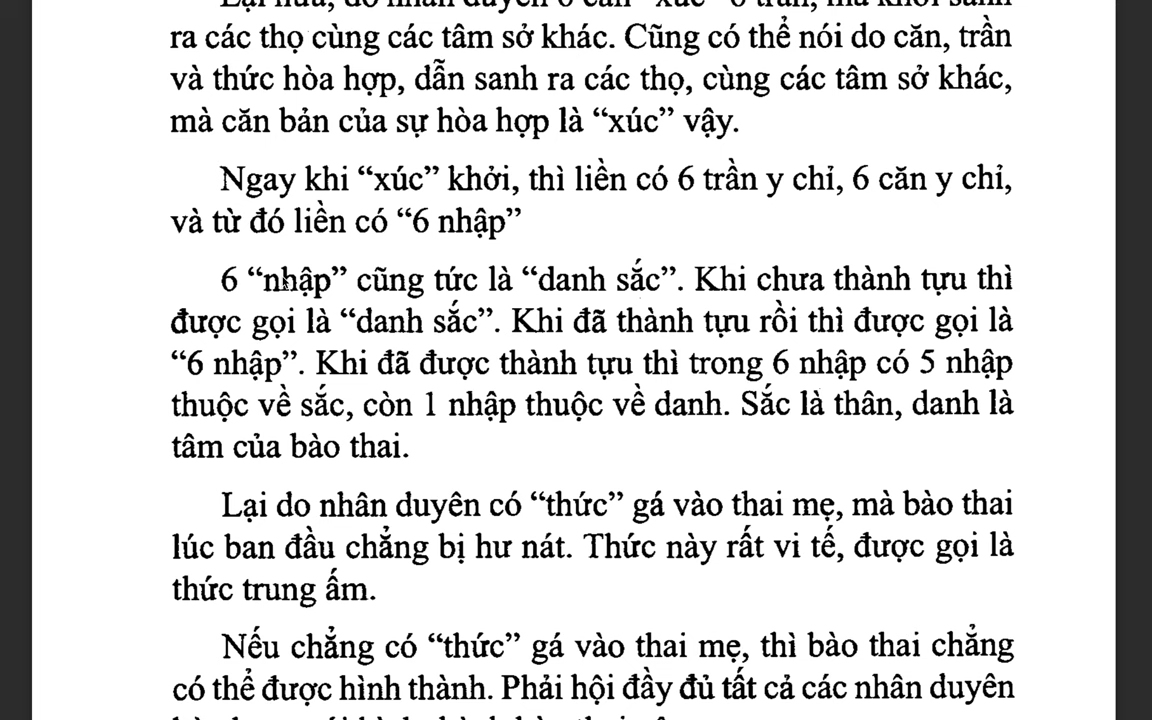 ra các thọ cùng các tâm sở khác. Cũng có thể nói do căn, trần
và thức hòa hợp, dẫn sanh ra các thọ, cùng các tâm sở khác,
mà căn bản của sự hòa hợp là “xúc” vậy.
Ngay khi “xúc” khởi, thì liền có 6 trần y chỉ, 6 căn y chỉ,
và từ đó liền có “6 nhập”
6 “nhập” cũng tức là “danh sắc”. Khi chưa thành tựu thì
được gọi là “danh sắc”. Khi đã thành tựu rồi thì được gọi là
“6 nhập”. Khi đã được thành tựu thì trong 6 nhập có 5 nhập
thuộc về sắc, còn 1 nhập thuộc về danh. Sắc là thân, danh là
tâm của bào thai.
Lại do nhân duyên có “thức” gá vào thai mẹ, mà bào thai
lúc ban đầu chẳng bị hư nát. Thức này rất vi tế, được gọi là
thức trung ấm.
Nếu chẳng có “thức” gá vào thai mẹ, thì bào thai chẳng
có thể được hình thành. Phải hội đầy đủ tất cả các nhân duyên